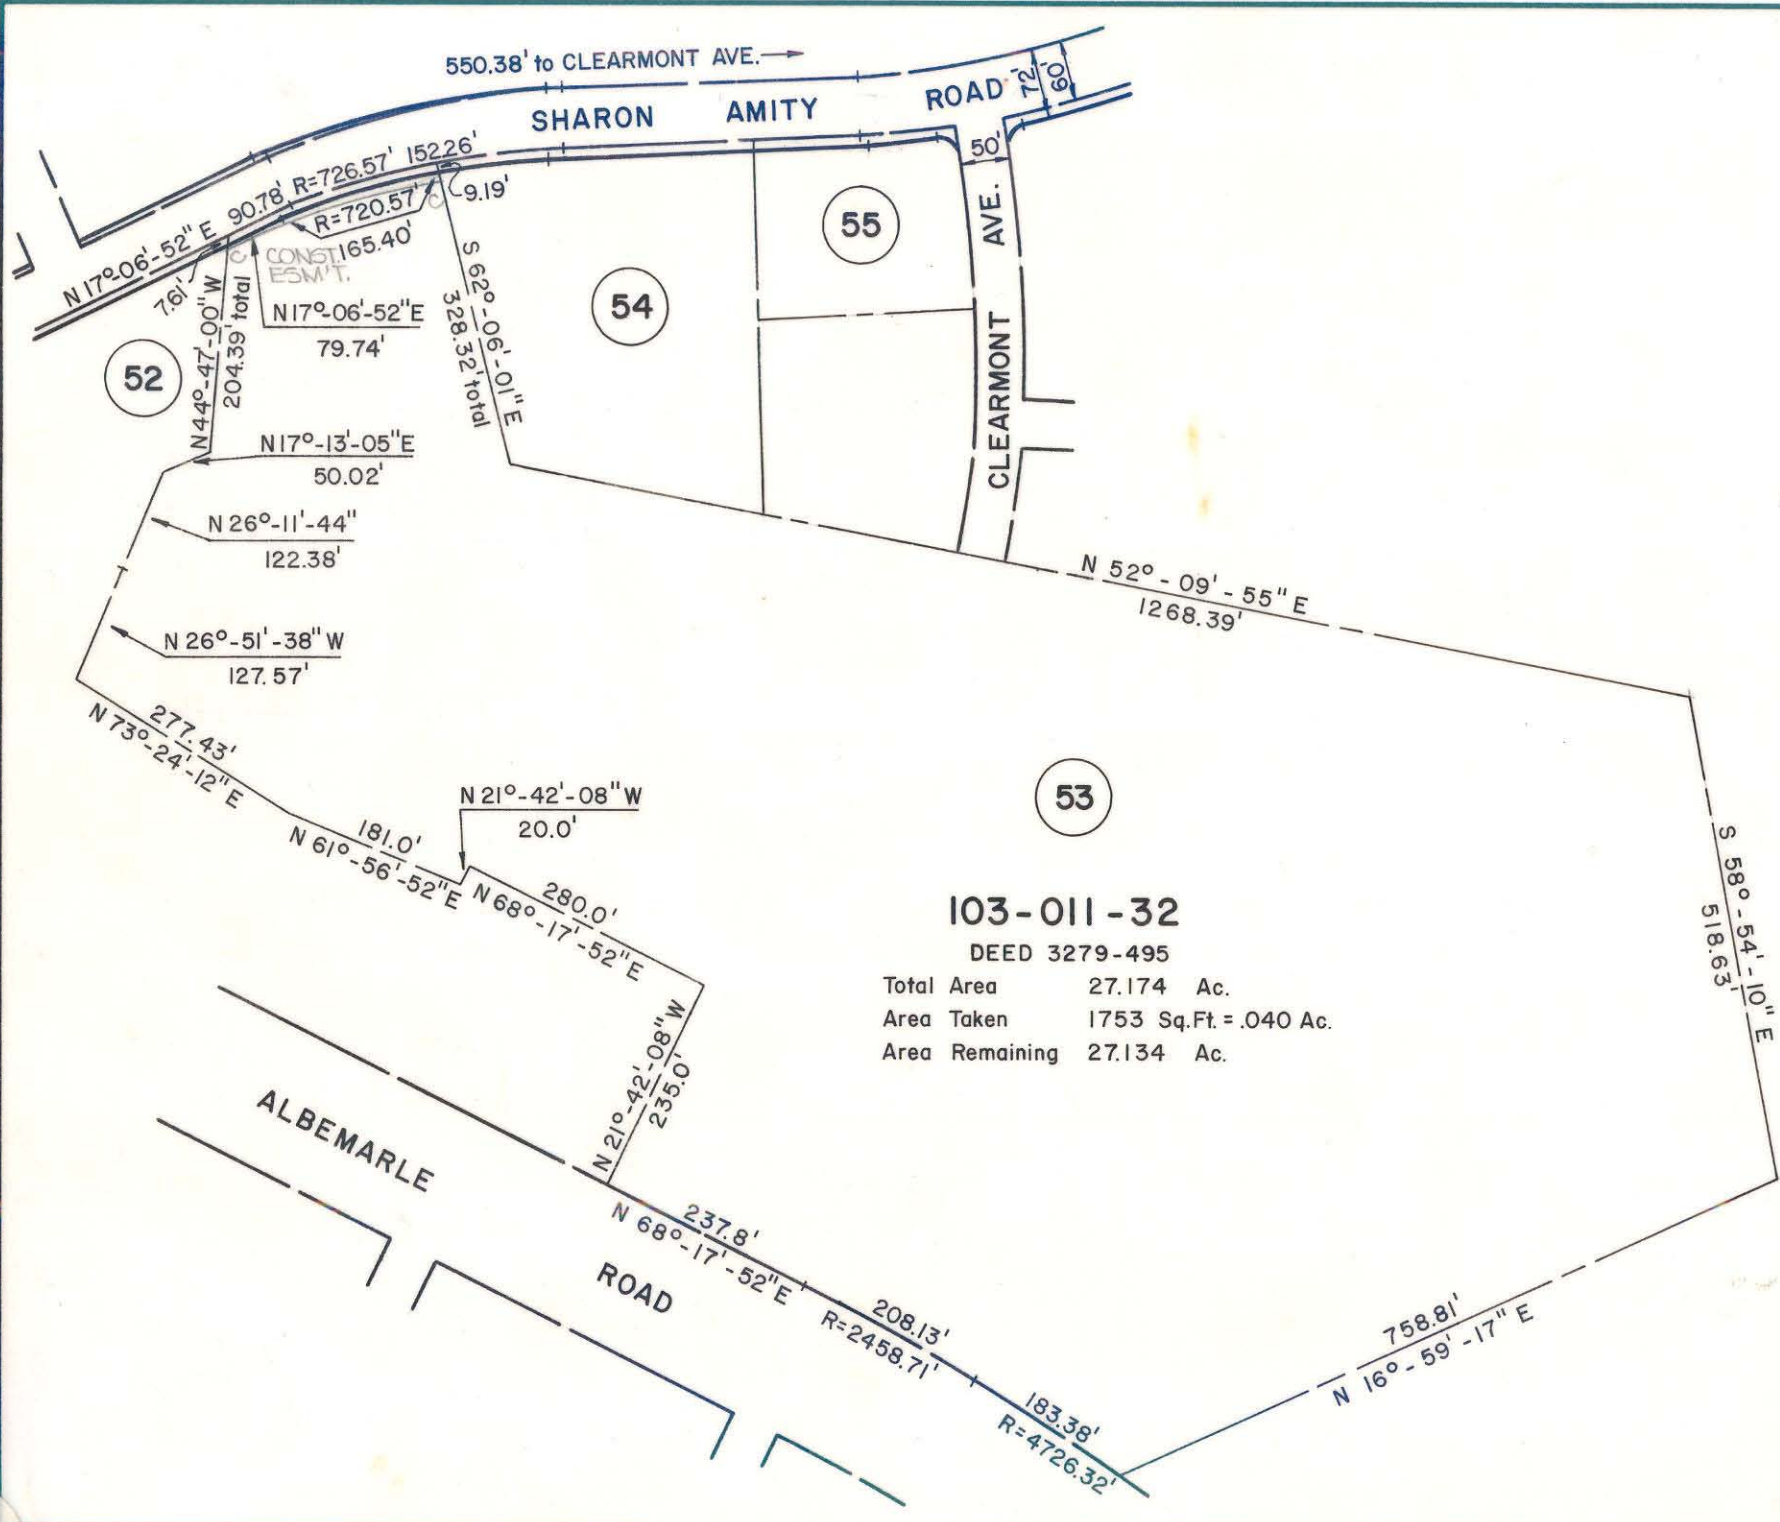 550.38' to CLEARMONT AVE.
SHARON AMITY ROAD
72'
60'
50'
N 17°-06'-52" E 90.78' R=726.57' 152.26'
9.19'
R=720.57'
165.40'
C
C
CONST.
ESM'T.
7.61'
N17°-06'-52"E
79.74'
N44°-47'-00"W
204.39' total
S 62°-06'-01"E
328.32' total
52
54
55
CLEARMONT AVE.
N17°-13'-05"E
50.02'
N 26°-11'-44"
122.38'
N 26°-51'-38" W
127.57'
N 52°-09'-55" E
1268.39'
277.43'
N 73°-24'-12" E
181.0'
N 61°-56'-52"E
N 21°-42'-08" W
20.0'
280.0'
N 68°-17'-52"E
53
103-011-32
DEED 3279-495
Total Area 27.174 Ac.
Area Taken 1753 Sq.Ft. = .040 Ac.
Area Remaining 27.134 Ac.
S 58°-54'-10" E
518.63'
N 21°-42'-08" W
235.0'
ALBEMARLE
ROAD
237.8'
N 68°-17'-52"E
208.13'
R=2458.71'
183.38'
R=4726.32'
758.81'
N 16°-59'-17" E